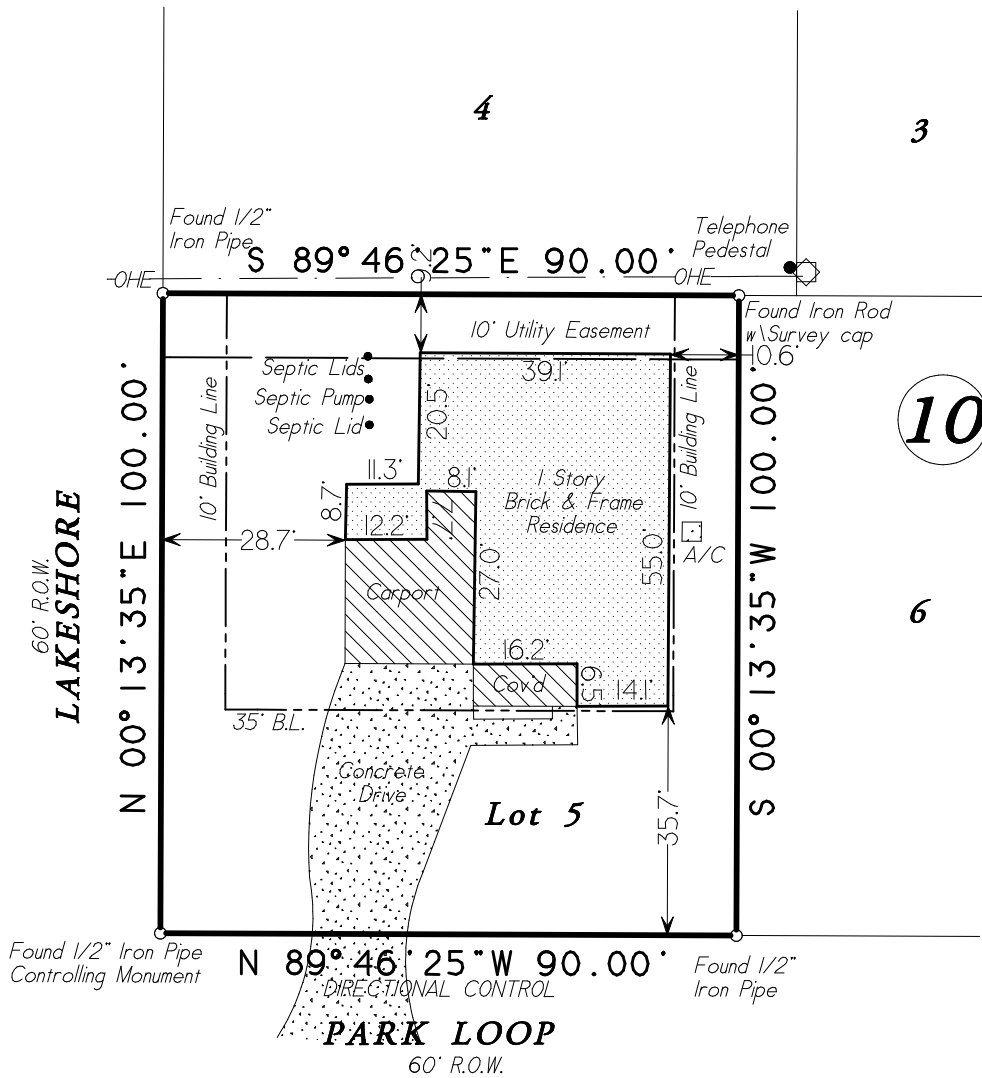 4
3
Found 1/2"
Iron Pipe
Telephone
Pedestal
S 89° 46' 25"E 90.00'
9.2'
OHE
OHE
Found Iron Rod
w\Survey cap
10' Utility Easement
10.6'
39.1'
Septic Lids
Septic Pump
Septic Lid
10' Building Line
20.5'
10' Building Line
10
11.3'
8.1'
8.7'
12.2'
7.7'
1 Story
Brick & Frame
Residence
28.7'
A/C
55.0'
27.0'
Carport
N 00° 13' 35"E 100.00'
S 00° 13' 35"W 100.00'
LAKESHORE
60' R.O.W.
6
16.2'
Cov'd
6.5
14.1'
35' B.L.
Concrete
Drive
Lot 5
35.7'
Found 1/2" Iron Pipe
Controlling Monument
N 89° 46' 25"W 90.00'
DIRECTIONAL CONTROL
Found 1/2"
Iron Pipe
PARK LOOP
60' R.O.W.